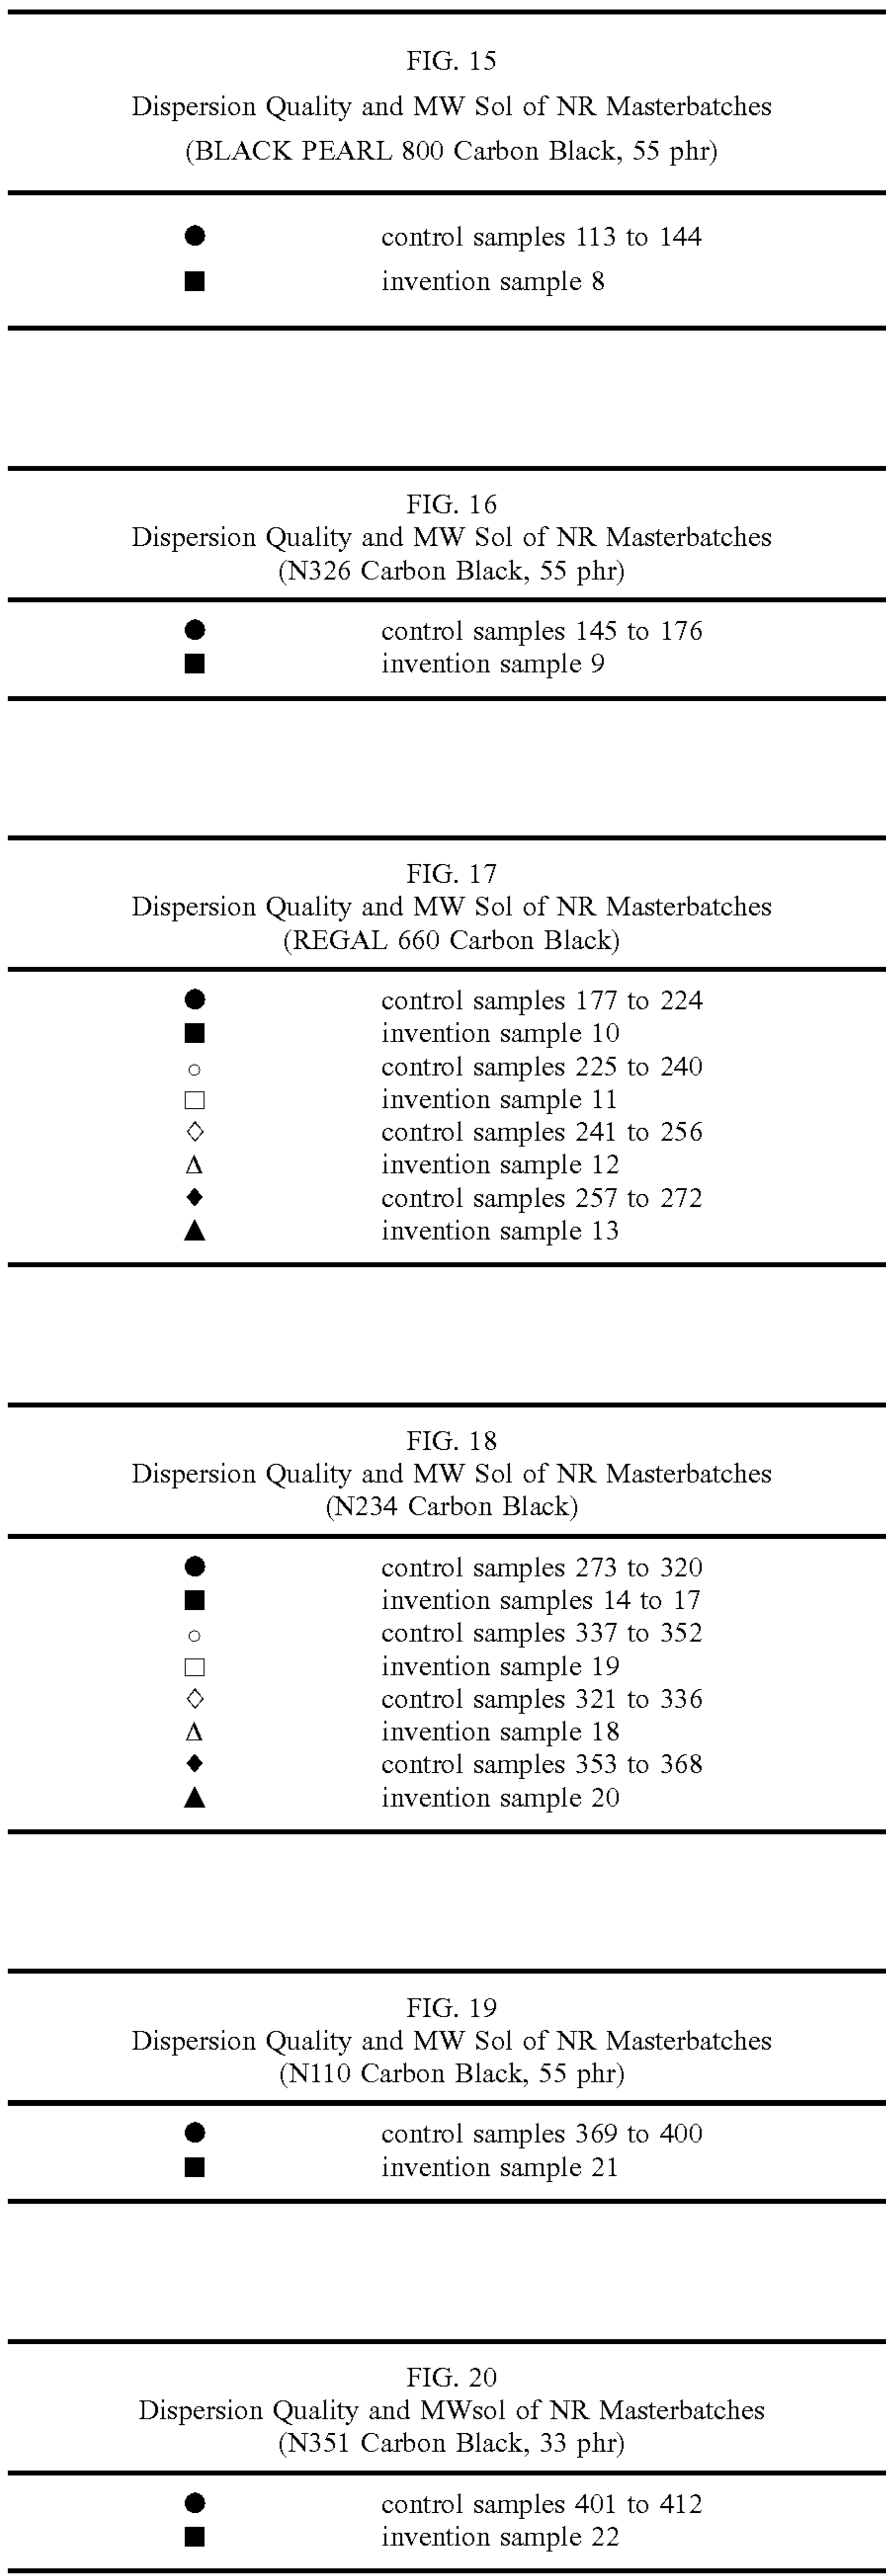 FIG. 15
Dispersion Quality and MW Sol of NR Masterbatches
(BLACK PEARL 800 Carbon Black, 55 phr)
● control samples 113 to 144
■ invention sample 8
FIG. 16
Dispersion Quality and MW Sol of NR Masterbatches
(N326 Carbon Black, 55 phr)
● control samples 145 to 176
■ invention sample 9
FIG. 17
Dispersion Quality and MW Sol of NR Masterbatches
(REGAL 660 Carbon Black)
● control samples 177 to 224
■ invention sample 10
○ control samples 225 to 240
□ invention sample 11
◇ control samples 241 to 256
Δ invention sample 12
◆ control samples 257 to 272
▲ invention sample 13
FIG. 18
Dispersion Quality and MW Sol of NR Masterbatches
(N234 Carbon Black)
● control samples 273 to 320
■ invention samples 14 to 17
○ control samples 337 to 352
□ invention sample 19
◇ control samples 321 to 336
Δ invention sample 18
◆ control samples 353 to 368
▲ invention sample 20
FIG. 19
Dispersion Quality and MW Sol of NR Masterbatches
(N110 Carbon Black, 55 phr)
● control samples 369 to 400
■ invention sample 21
FIG. 20
Dispersion Quality and MWsol of NR Masterbatches
(N351 Carbon Black, 33 phr)
● control samples 401 to 412
■ invention sample 22